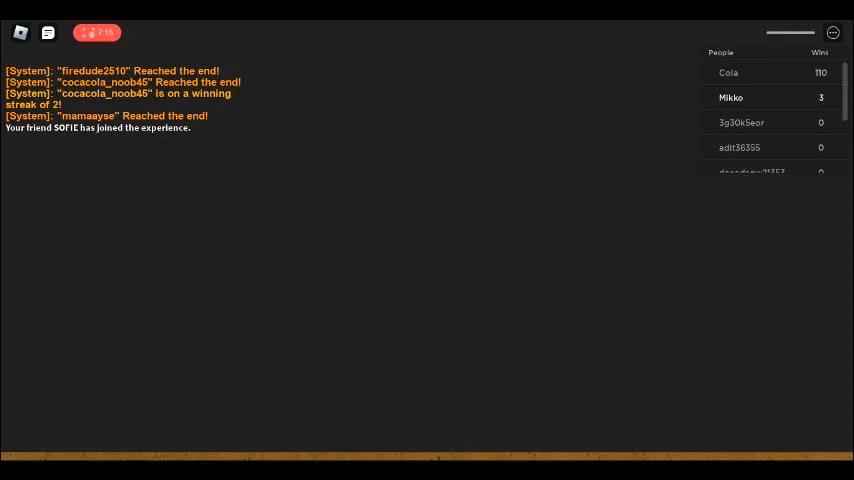 7:15
[System]: "firedude2510" Reached the end!
[System]: "cocacola_noob45" Reached the end!
[System]: "cocacola_noob45" is on a winning
streak of 2!
[System]: "mamaayse" Reached the end!
Your friend SOFIE has joined the experience.
People Wins
Cola 110
Mikko 3
3g30k5eor 0
adit36355 0
0